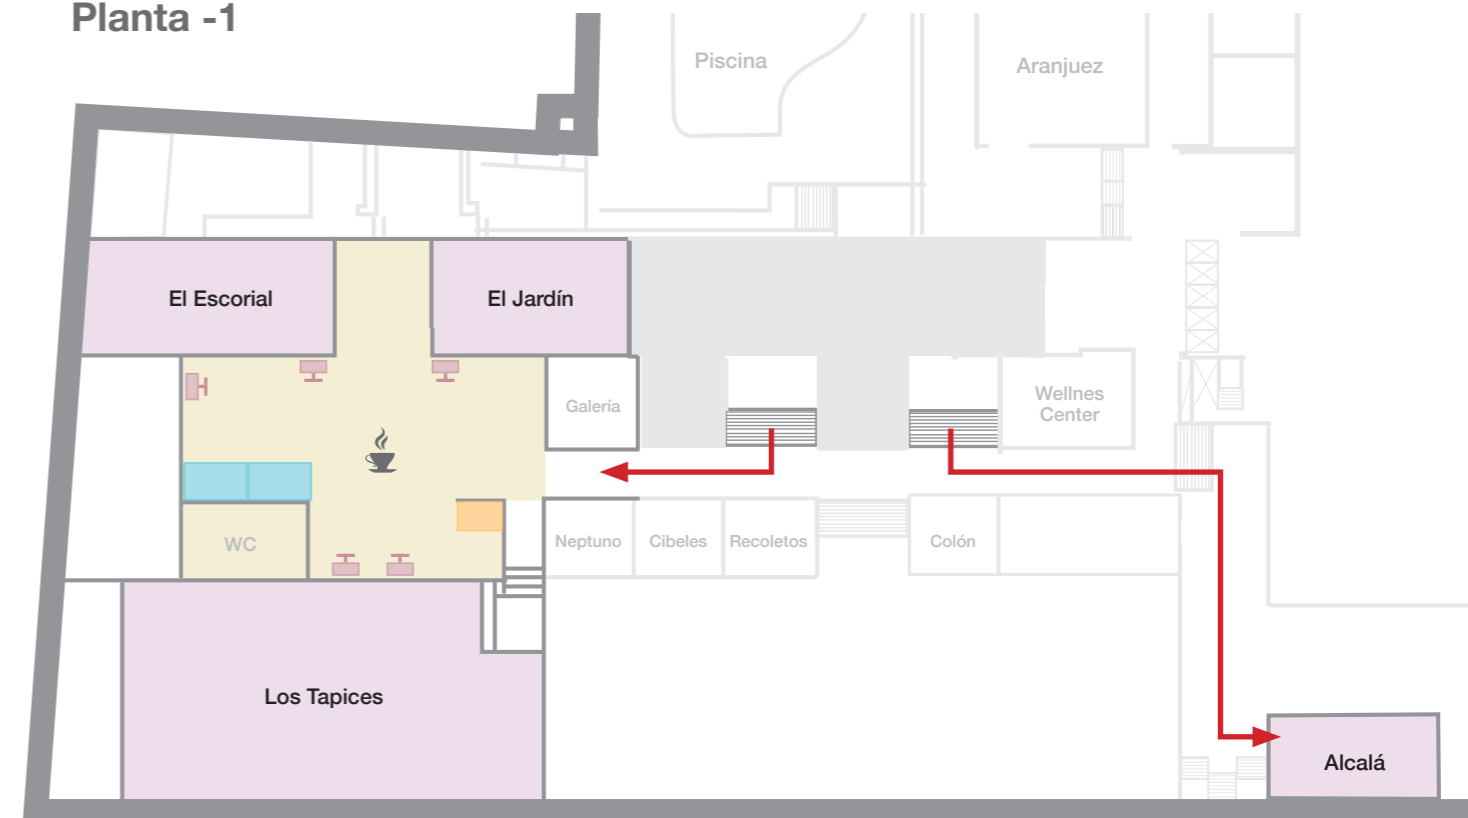 Planta -1
Piscina
Aranjuez
El Escorial
El Jardín
Galería
Wellnes
Center
WC
Neptuno
Cibeles
Recoletos
Colón
Los Tapices
Alcalá